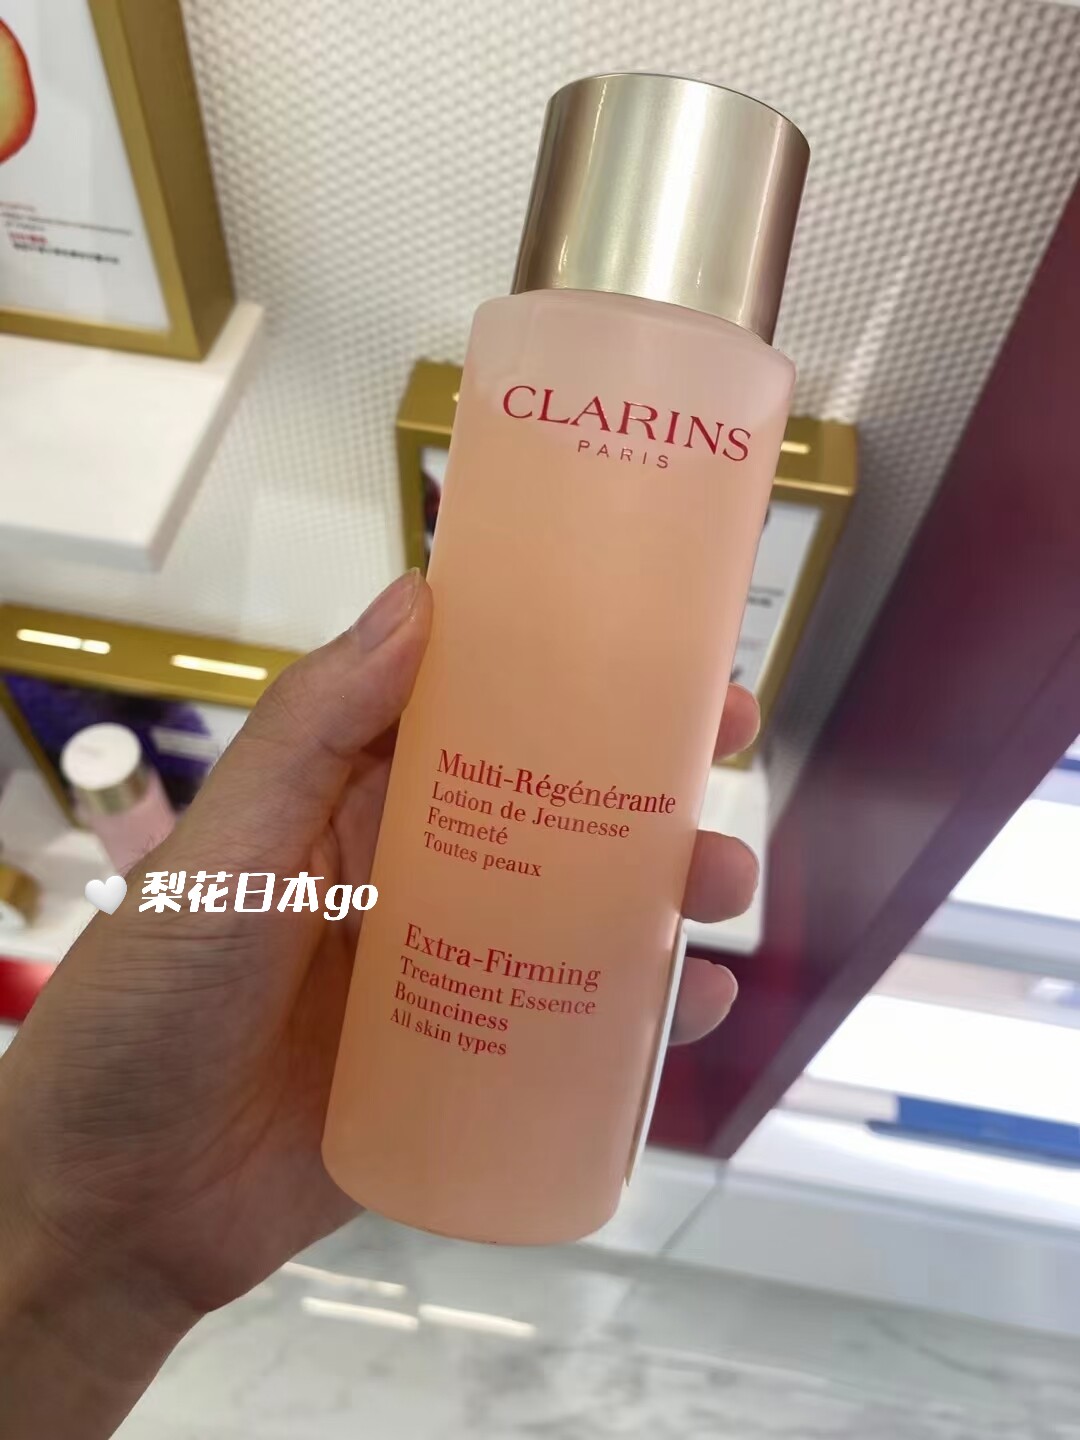 CLARINS
PARIS
Multi-Régénérante
Lotion de Jeunesse
Fermeté
Toutes peaux
梨花日本go
Extra-Firming
Treatment Essence
Bounciness
All skin types